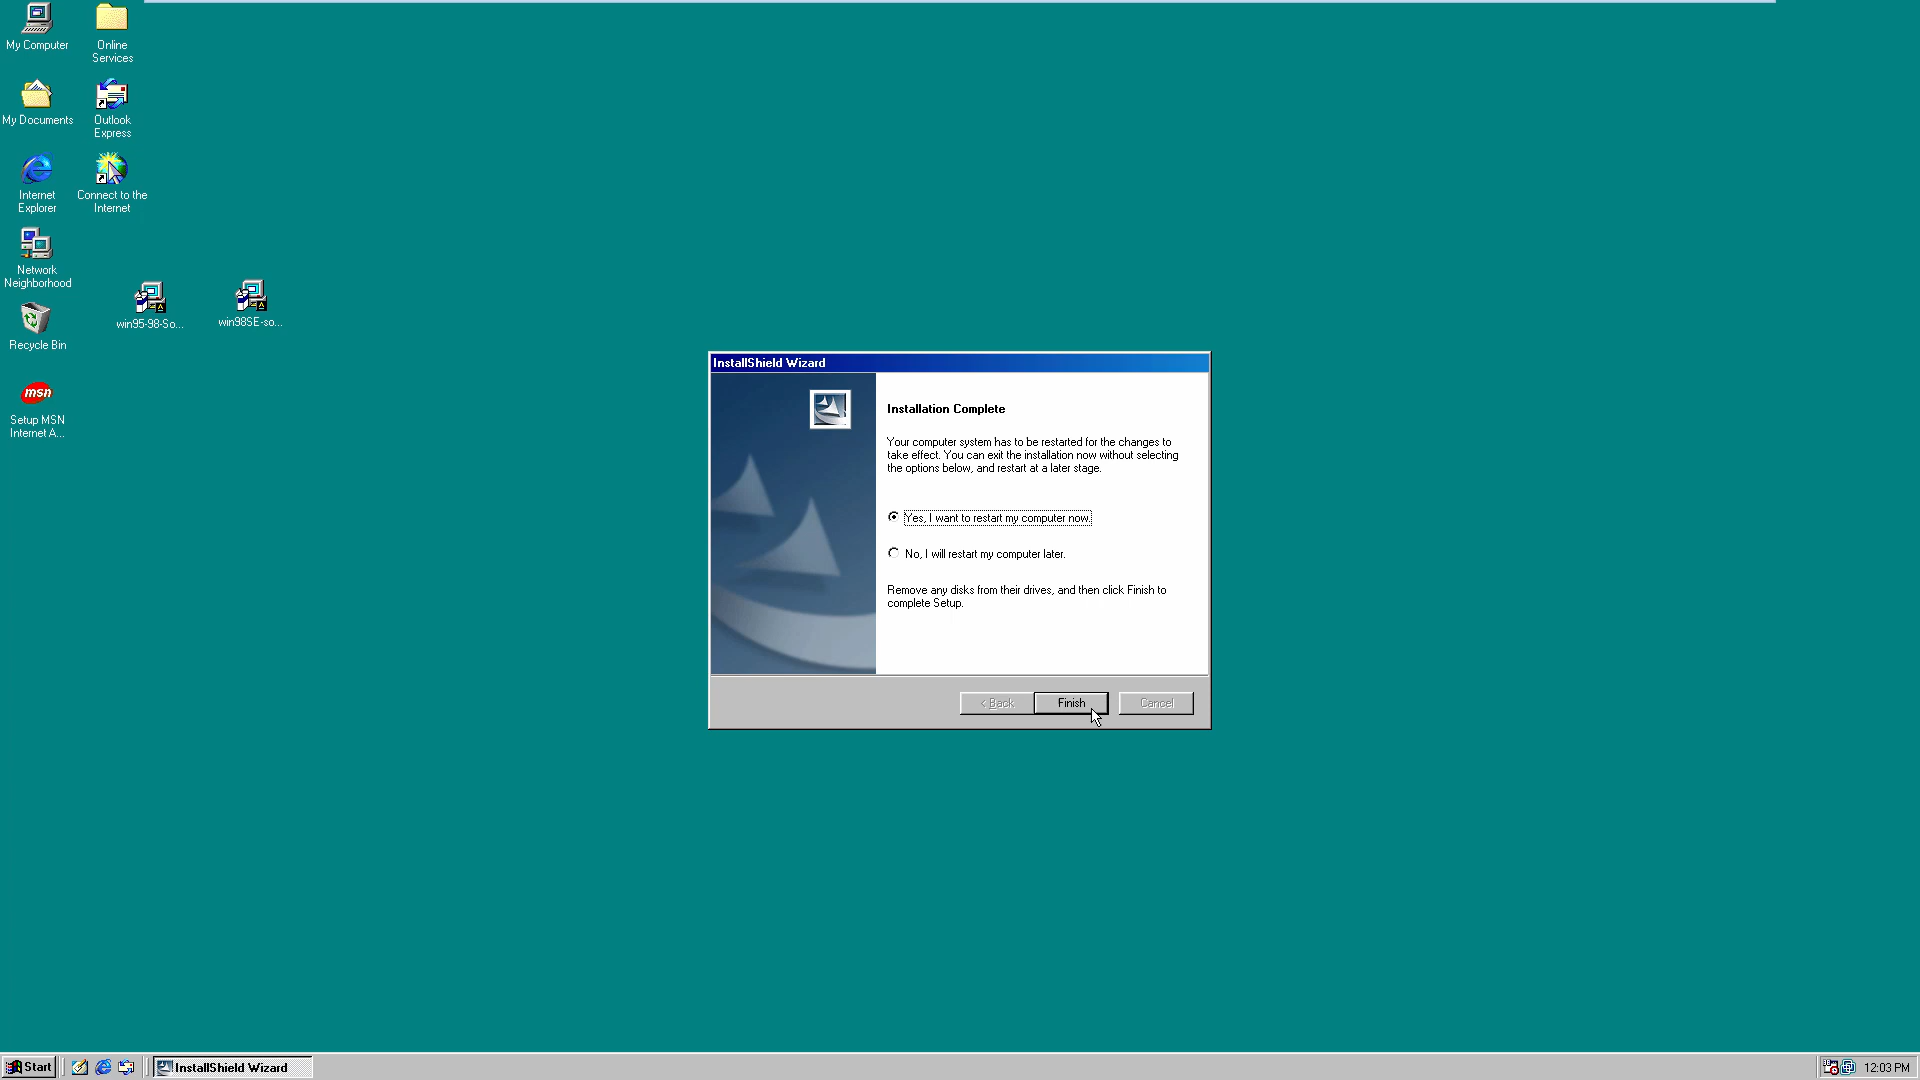 My Computer
Online
Services
My Documents
Outlook
Express
Internet
Explorer
Connect to the
Internet
Network
Neighborhood
win95-98-So...
win98SE-so...
Recycle Bin
msn
Setup MSN
Internet A...
InstallShield Wizard
Installation Complete
Your computer system has to be restarted for the changes to
take effect. You can exit the installation now without selecting
the options below, and restart at a later stage.
Yes, I want to restart my computer now.
No, I will restart my computer later.
Remove any disks from their drives, and then click Finish to
complete Setup.
< Back
Finish
Cancel
Start
InstallShield Wizard
12:03 PM